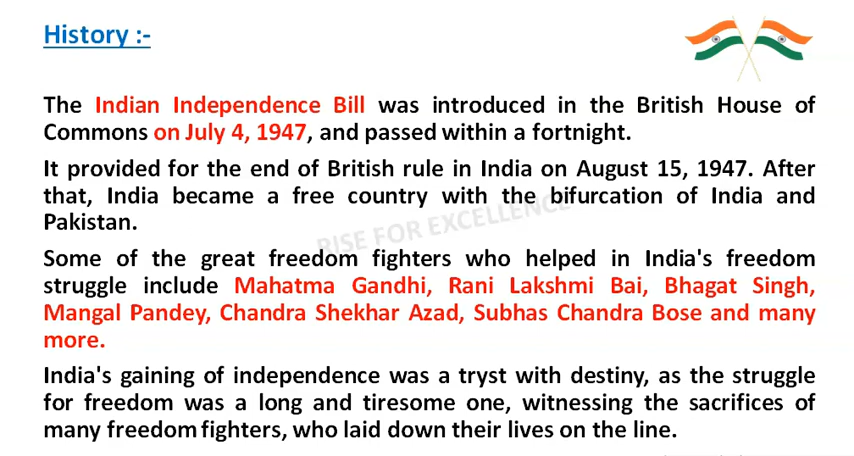 History :-
The Indian Independence Bill was introduced in the British House of
Commons on July 4, 1947, and passed within a fortnight.
It provided for the end of British rule in India on August 15, 1947. After
that, India became a free country with the bifurcation of India and
Pakistan.
RISE FOR EXCELLENCE
Some of the great freedom fighters who helped in India's freedom
struggle include Mahatma Gandhi, Rani Lakshmi Bai, Bhagat Singh,
Mangal Pandey, Chandra Shekhar Azad, Subhas Chandra Bose and many
more.
India's gaining of independence was a tryst with destiny, as the struggle
for freedom was a long and tiresome one, witnessing the sacrifices of
many freedom fighters, who laid down their lives on the line.